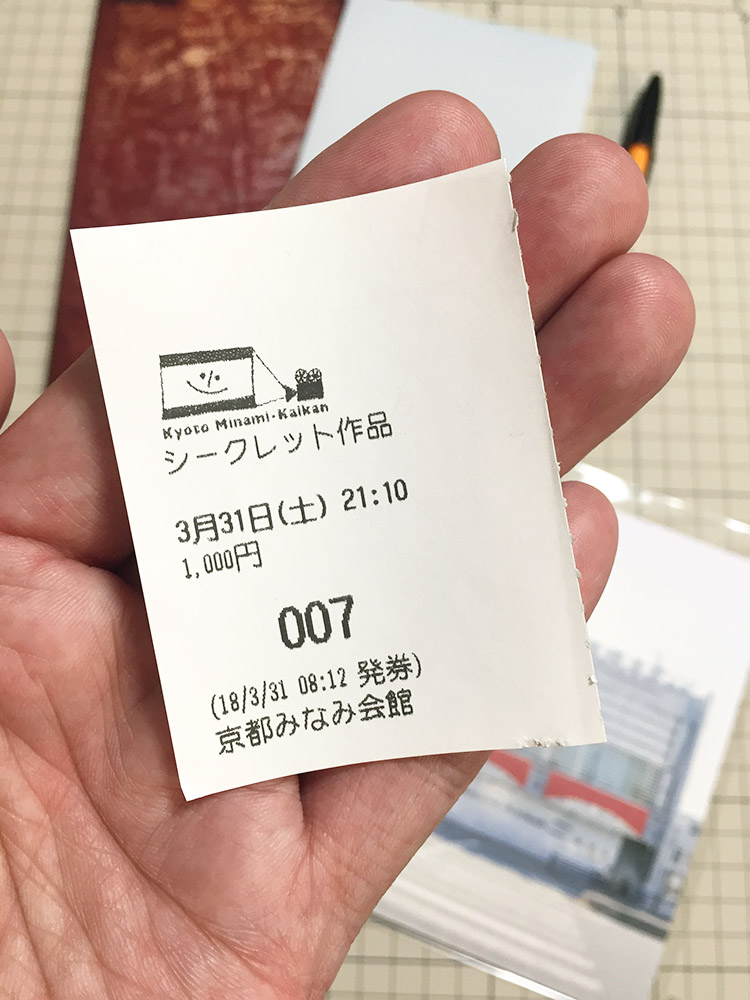 Kyoto Minami-Kaikan
シークレット作品
3月31日(土) 21:10
1,000円
007
(18/3/31 08:12 発券)
京都みなみ会館